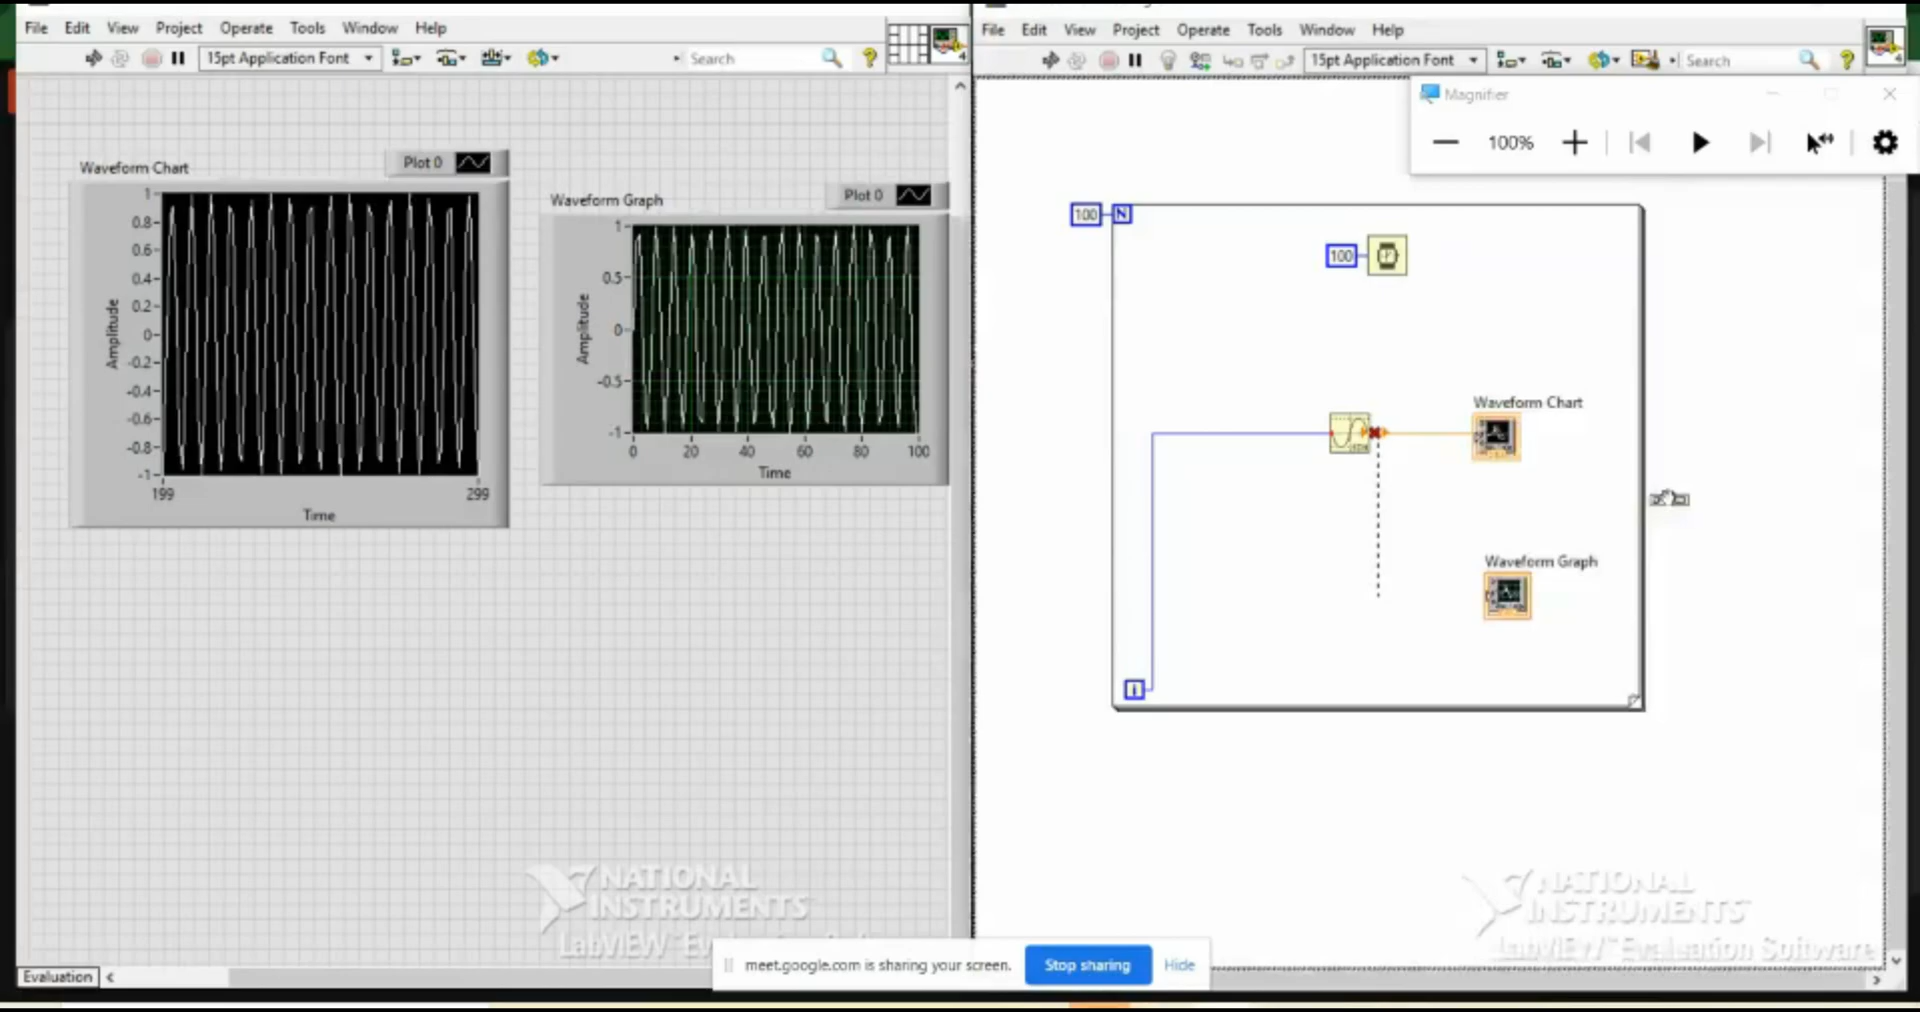 File Edit View Project Operate Tools Window Help
15pt Application Font
Search
4
Waveform Chart
Plot 0
1
0.8
0.6
0.4
0.2
0
-0.2
-0.4
-0.6
-0.8
-1
Amplitude
199 299
Time
Waveform Graph
Plot 0
1
0.5
0
-0.5
-1
Amplitude
0 20 40 60 80 100
Time
NATIONAL
INSTRUMENTS
Evaluation
File Edit View Project Operate Tools Window Help
15pt Application Font
Search
4
Magnifier
100%
100 N
100
Waveform Chart
Waveform Graph
i
NATIONAL
INSTRUMENTS
LabVIEW™ Evaluation Software
meet.google.com is sharing your screen. Stop sharing Hide